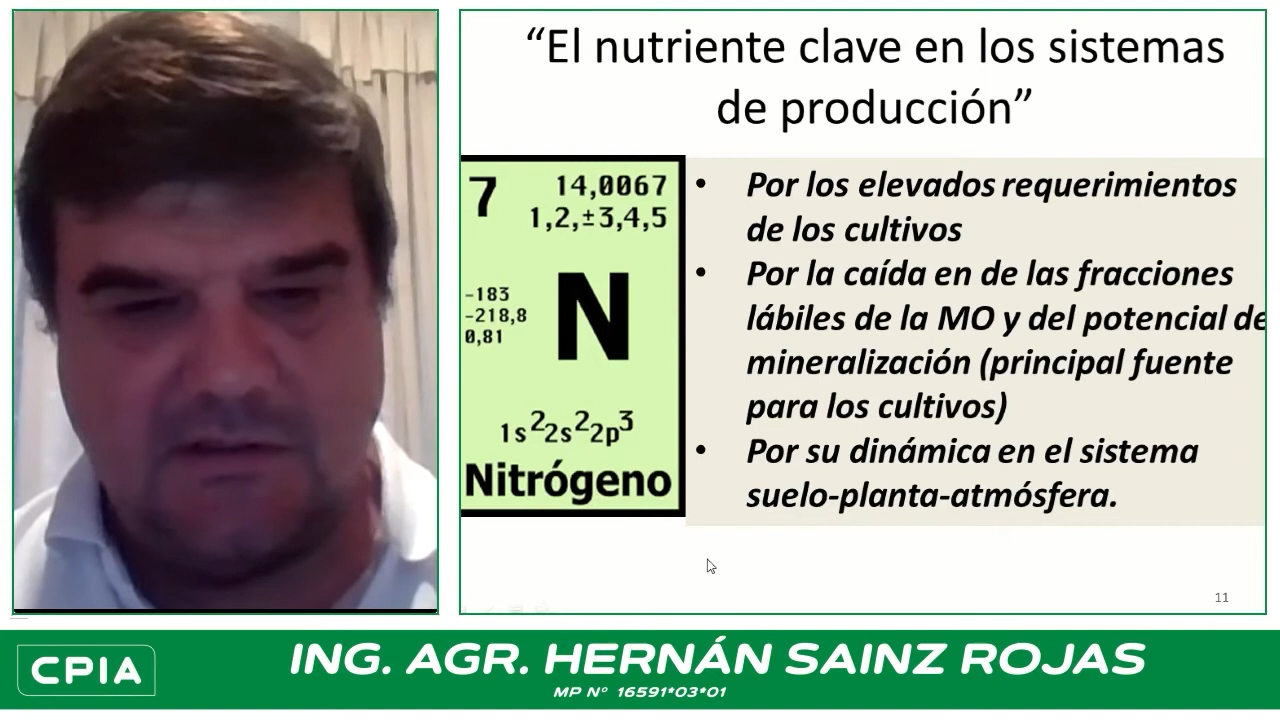 “El nutriente clave en los sistemas
de producción”
7
14,0067
1,2,±3,4,5
-183
-218,8
0,81
N
1s²2s²2p³
Nitrógeno
• Por los elevados requerimientos
de los cultivos
• Por la caída en de las fracciones
lábiles de la MO y del potencial de
mineralización (principal fuente
para los cultivos)
• Por su dinámica en el sistema
suelo-planta-atmósfera.
11
CPIA
ING. AGR. HERNÁN SAINZ ROJAS
MP Nº 16591*03*01